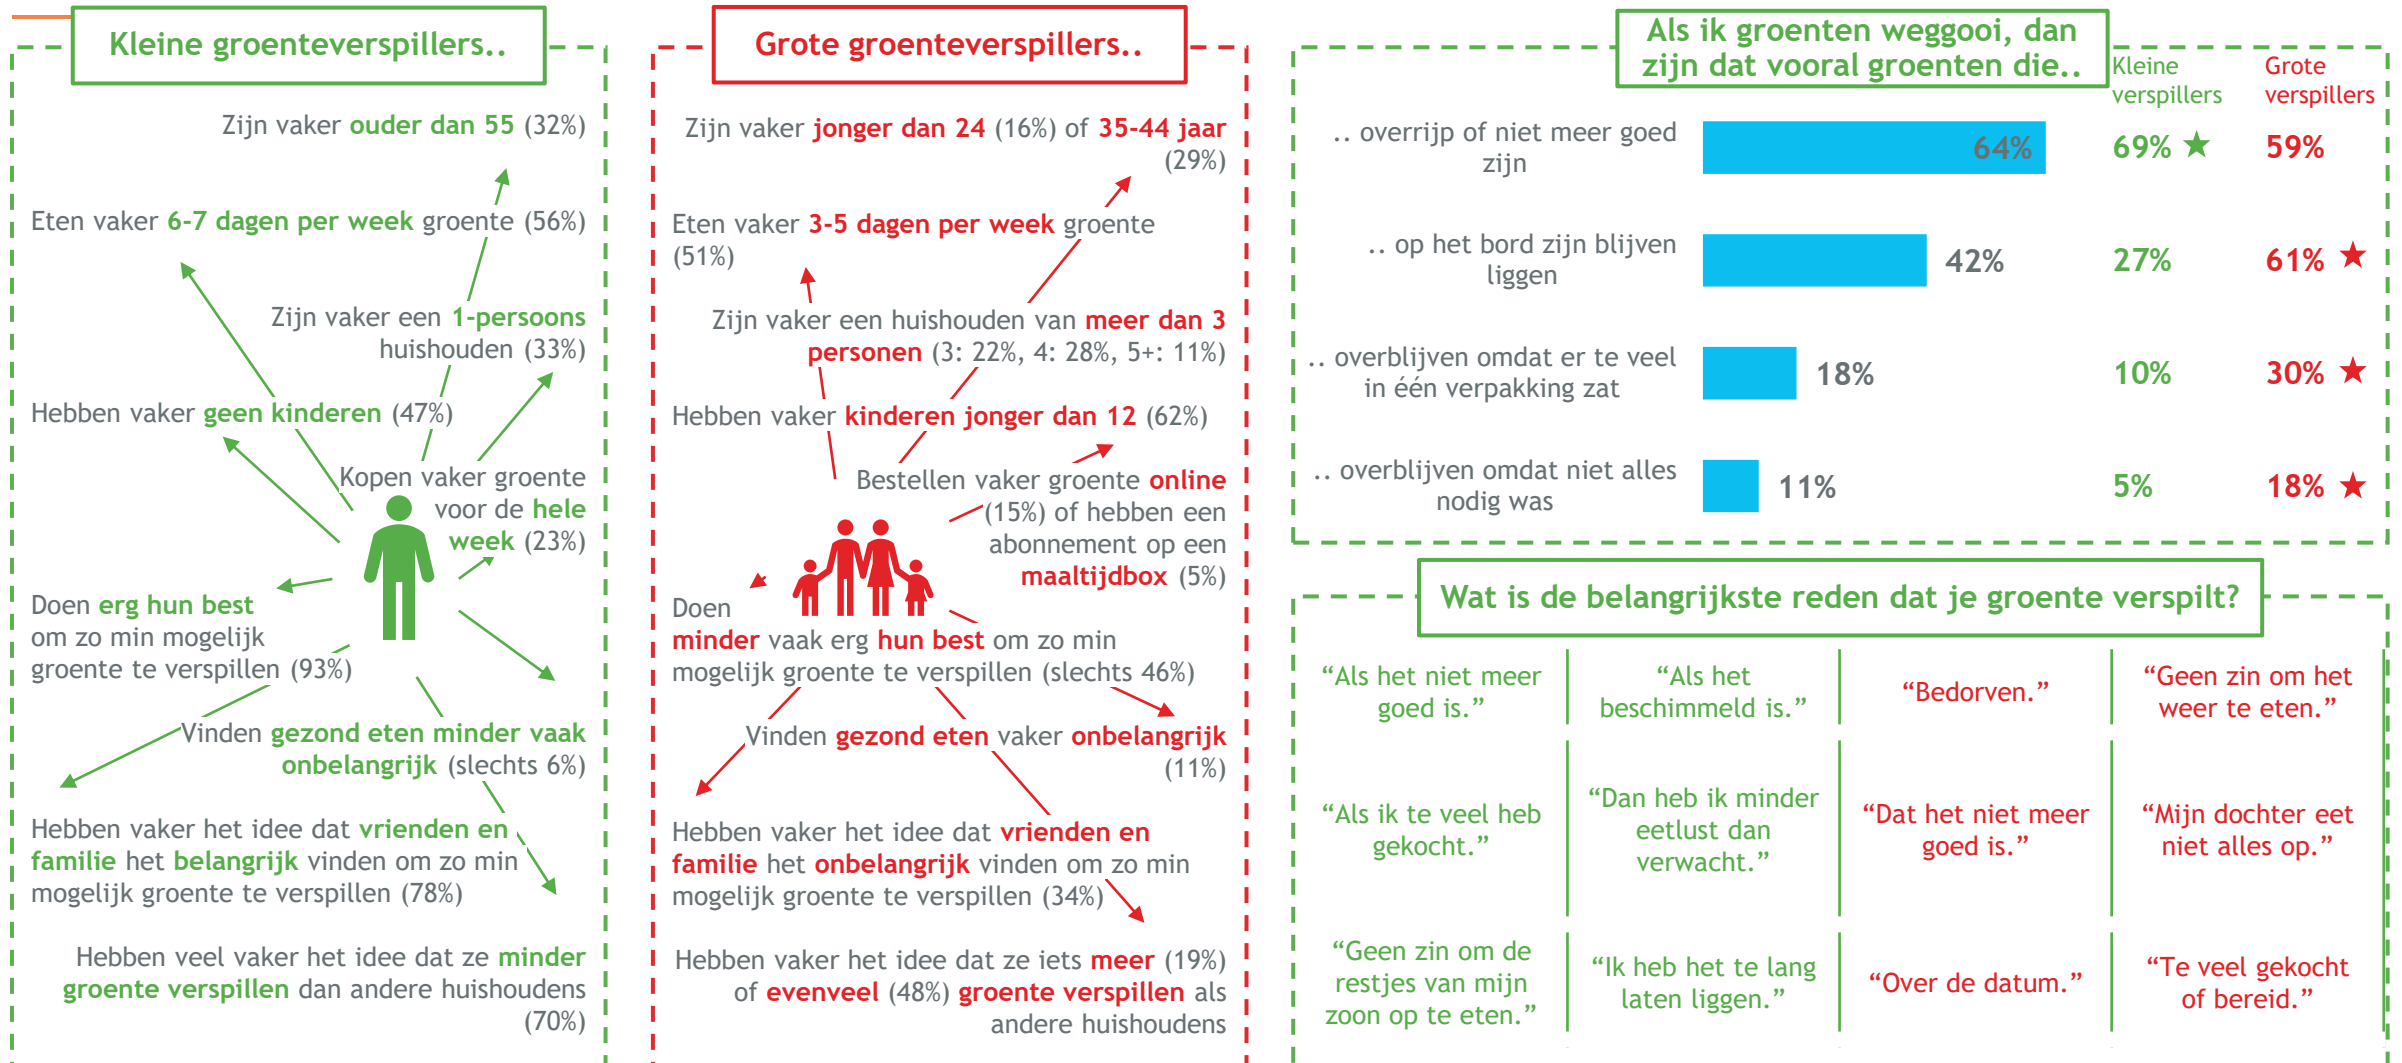 Kleine groenteverspillers..
Zijn vaker ouder dan 55 (32%)
Eten vaker 6-7 dagen per week groente (56%)
Zijn vaker een 1-persoons
huishouden (33%)
Hebben vaker geen kinderen (47%)
Kopen vaker groente
voor de hele
week (23%)
Doen erg hun best
om zo min mogelijk
groente te verspillen (93%)
Vinden gezond eten minder vaak
onbelangrijk (slechts 6%)
Hebben vaker het idee dat vrienden en
familie het belangrijk vinden om zo min
mogelijk groente te verspillen (78%)
Hebben veel vaker het idee dat ze minder
groente verspillen dan andere huishoudens
(70%)
Grote groenteverspillers..
Zijn vaker jonger dan 24 (16%) of 35-44 jaar
(29%)
Eten vaker 3-5 dagen per week groente
(51%)
Zijn vaker een huishouden van meer dan 3
personen (3: 22%, 4: 28%, 5+: 11%)
Hebben vaker kinderen jonger dan 12 (62%)
Bestellen vaker groente online
(15%) of hebben een
abonnement op een
maaltijdbox (5%)
Doen
minder vaak erg hun best om zo min
mogelijk groente te verspillen (slechts 46%)
Vinden gezond eten vaker onbelangrijk
(11%)
Hebben vaker het idee dat vrienden en
familie het onbelangrijk vinden om zo min
mogelijk groente te verspillen (34%)
Hebben vaker het idee dat ze iets meer (19%)
of evenveel (48%) groente verspillen als
andere huishoudens
Als ik groenten weggooi, dan
zijn dat vooral groenten die..
Kleine
verspillers
Grote
verspillers
.. overrijp of niet meer goed
zijn
64%
69%
59%
.. op het bord zijn blijven
liggen
42%
27%
61%
.. overblijven omdat er te veel
in één verpakking zat
18%
10%
30%
.. overblijven omdat niet alles
nodig was
11%
5%
18%
Wat is de belangrijkste reden dat je groente verspilt?
“Als het niet meer
goed is.”
“Als het
beschimmeld is.”
“Bedorven.”
“Geen zin om het
weer te eten.”
“Als ik te veel heb
gekocht.”
“Dan heb ik minder
eetlust dan
verwacht.”
“Dat het niet meer
goed is.”
“Mijn dochter eet
niet alles op.”
“Geen zin om de
restjes van mijn
zoon op te eten.”
“Ik heb het te lang
laten liggen.”
“Over de datum.”
“Te veel gekocht
of bereid.”